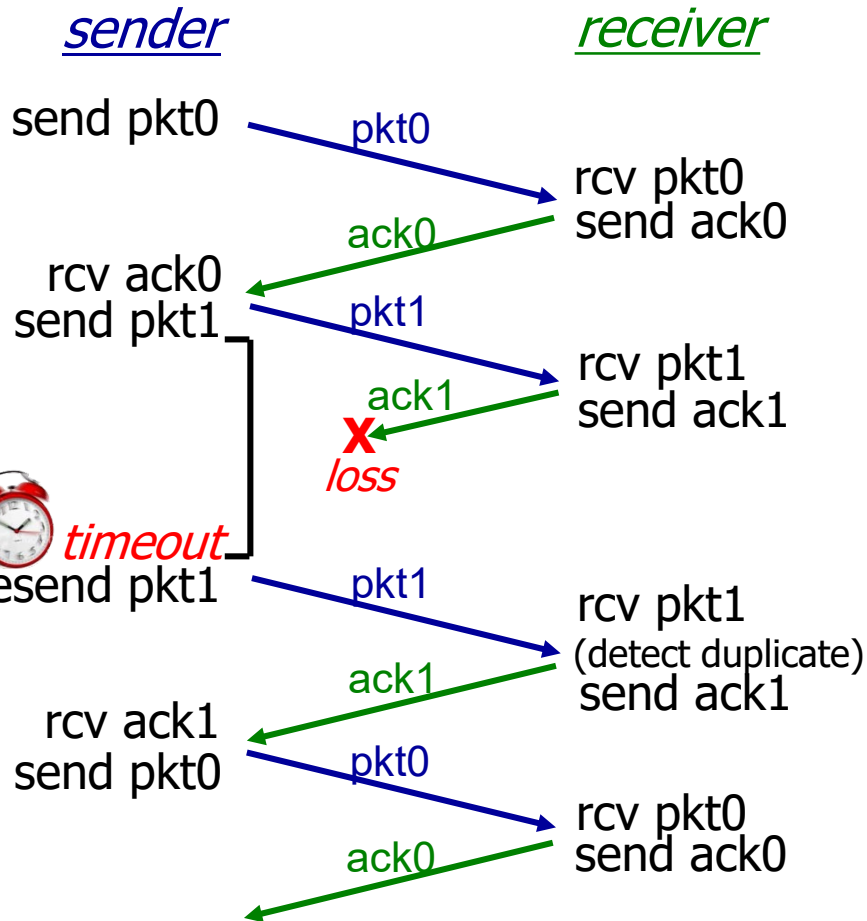 sender
receiver
send pkt0
pkt0
rcv pkt0
send ack0
ack0
rcv ack0
send pkt1
pkt1
rcv pkt1
send ack1
ack1
X
loss
timeout
esend pkt1
pkt1
rcv pkt1
(detect duplicate)
send ack1
ack1
rcv ack1
send pkt0
pkt0
rcv pkt0
send ack0
ack0